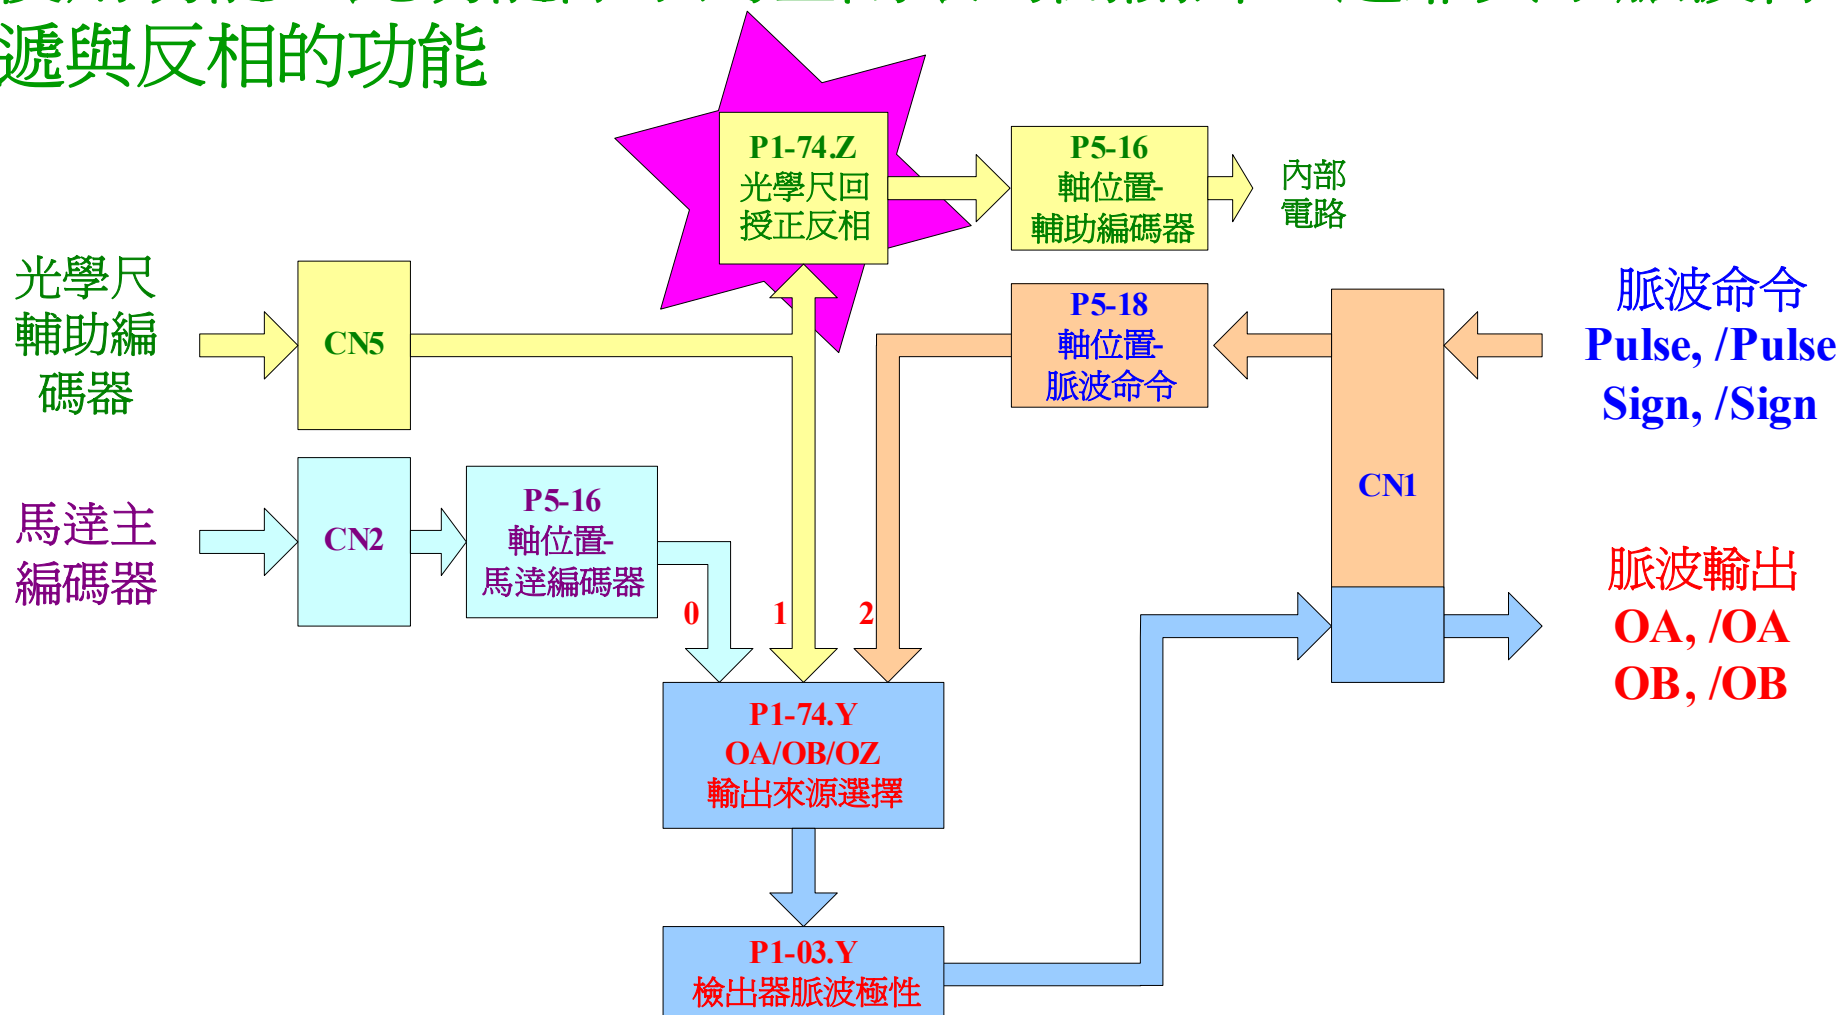 遞與反相的功能
P1-74.Z
光學尺回
授正反相
P5-16
軸位置-
輔助編碼器
內部
電路
光學尺
輔助編
碼器
CN5
P5-18
軸位置-
脈波命令
CN1
脈波命令
Pulse, /Pulse
Sign, /Sign
馬達主
編碼器
CN2
P5-16
軸位置-
馬達編碼器
0
1
2
脈波輸出
OA, /OA
OB, /OB
P1-74.Y
OA/OB/OZ
輸出來源選擇
P1-03.Y
檢出器脈波極性